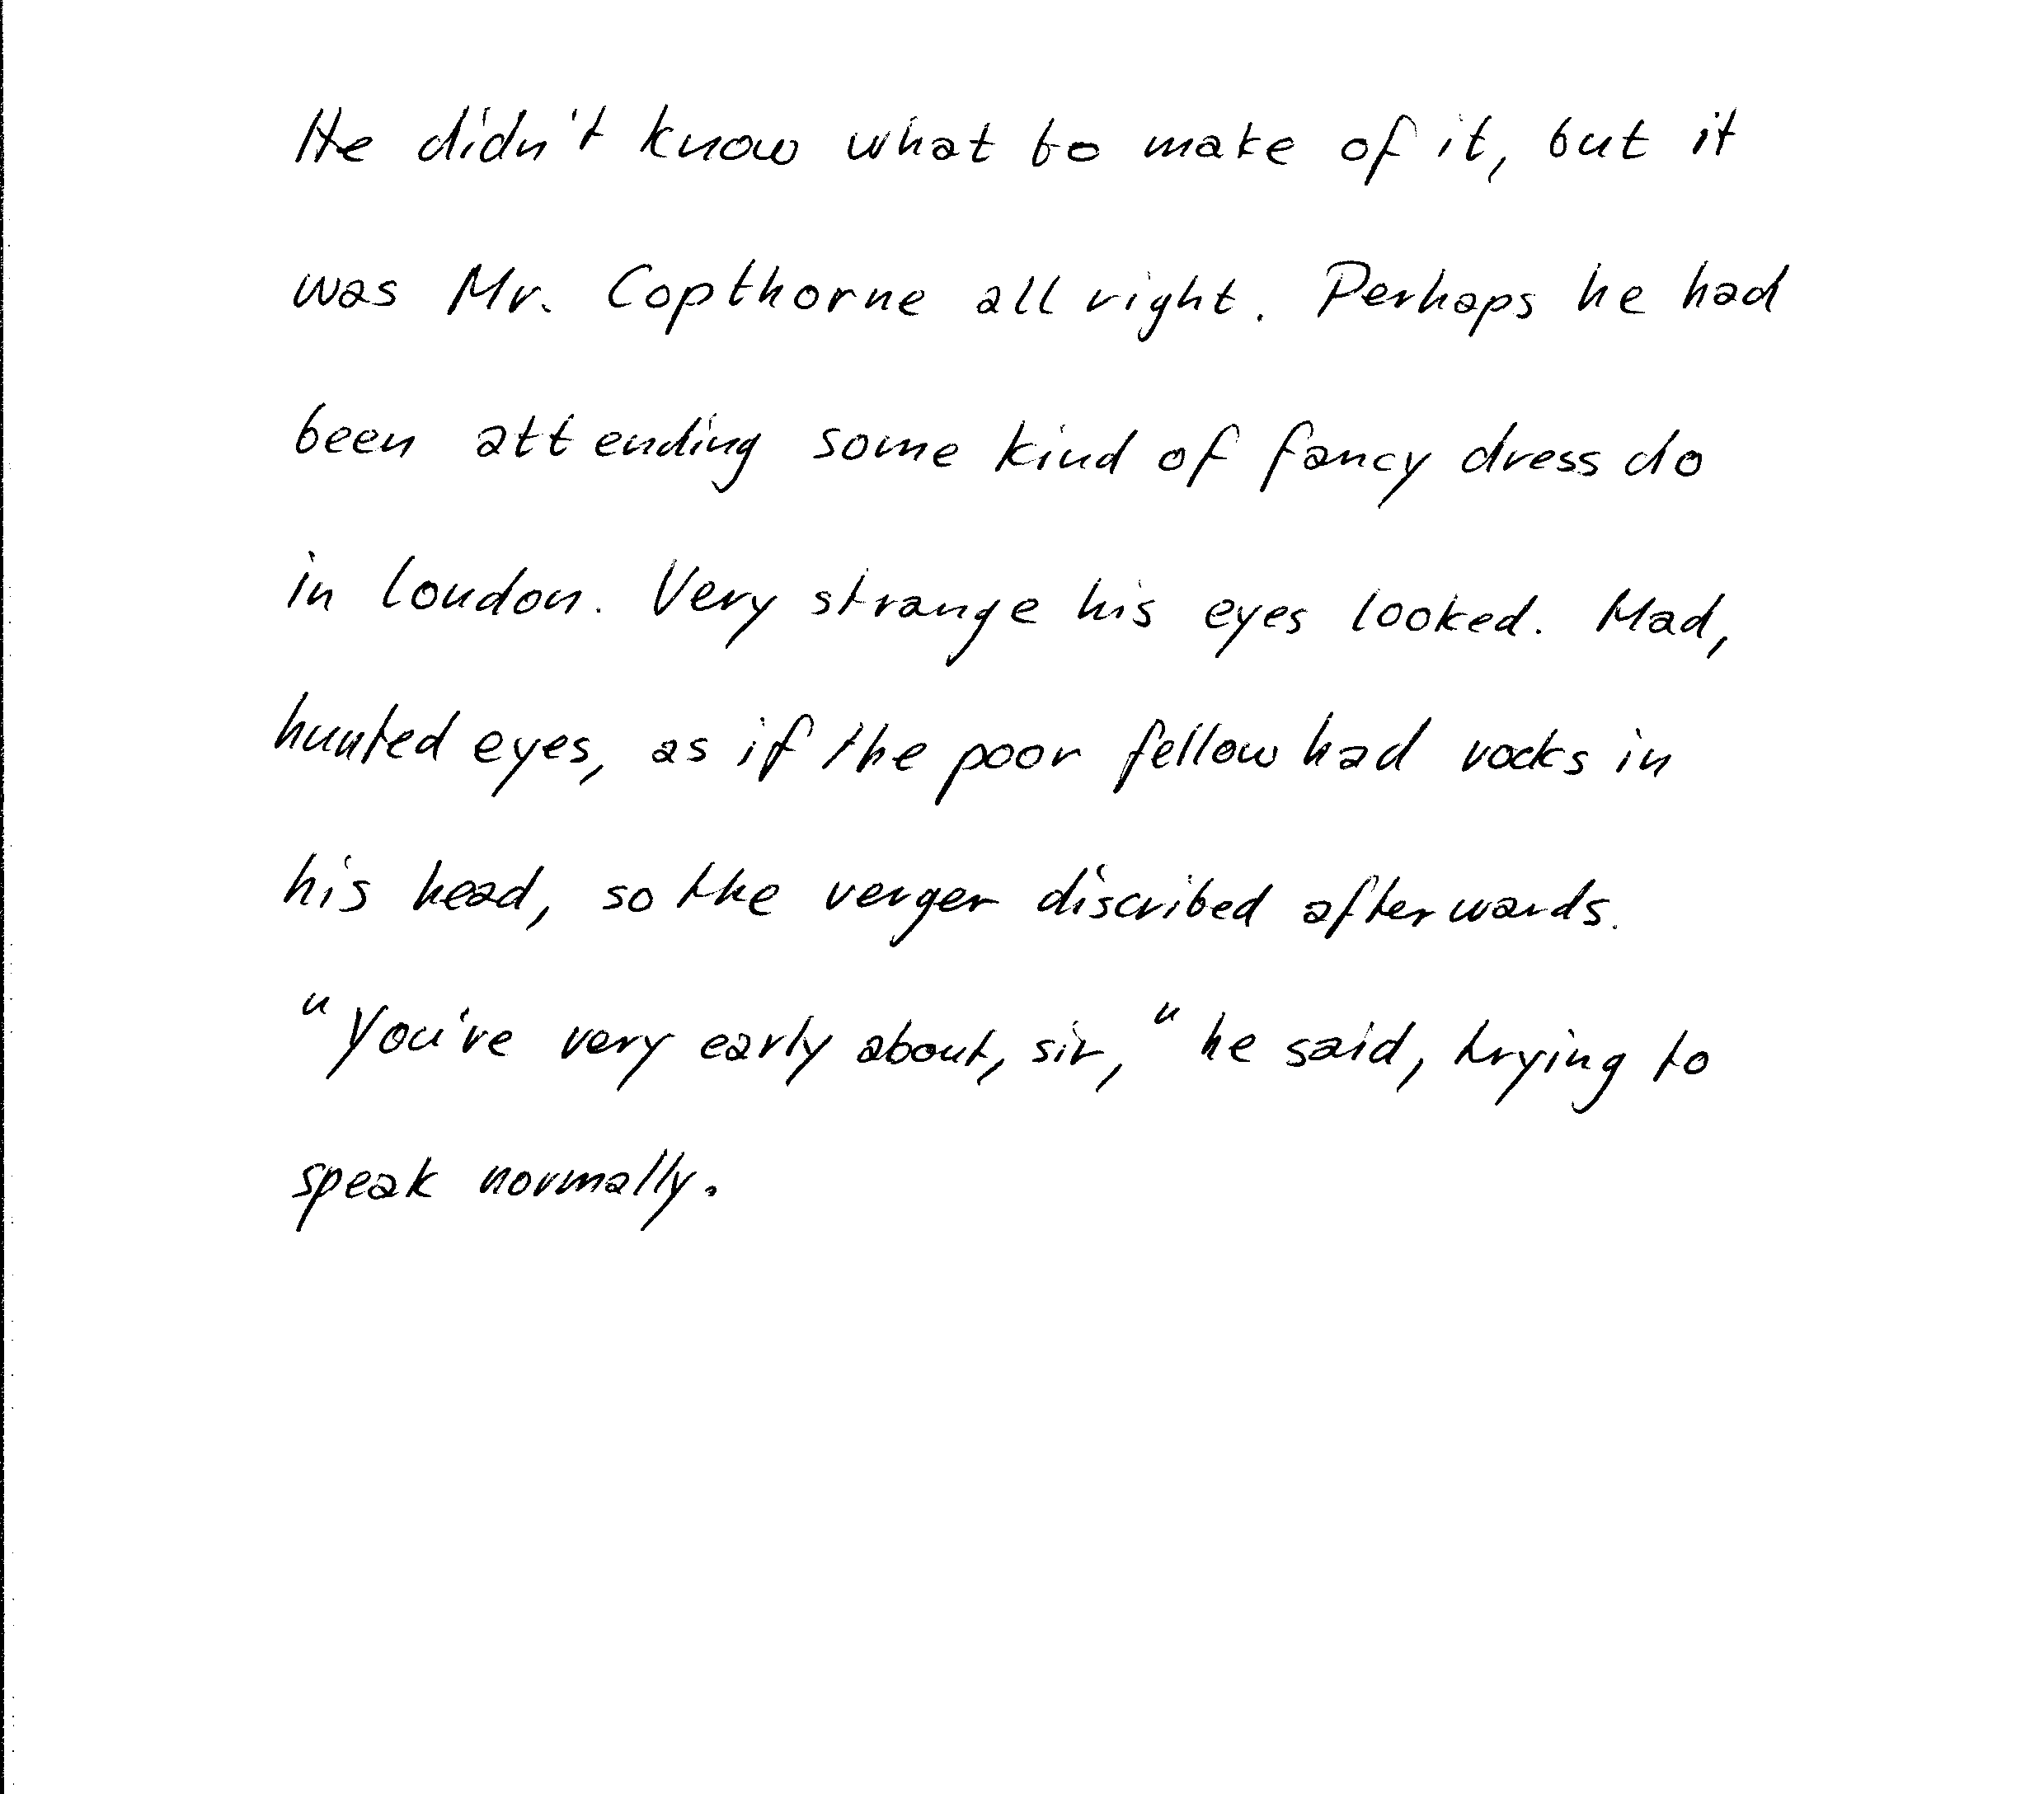 He didn't know what to make of it, but it
was Mr. Copthorne all right. Perhaps he had
been attending some kind of fancy dress do
in London. Very strange his eyes looked. Mad,
hunted eyes, as if the poor fellow had rocks in
his head, so the verger discribed afterwards.
"You've very early about, sir," he said, trying to
speak normally.